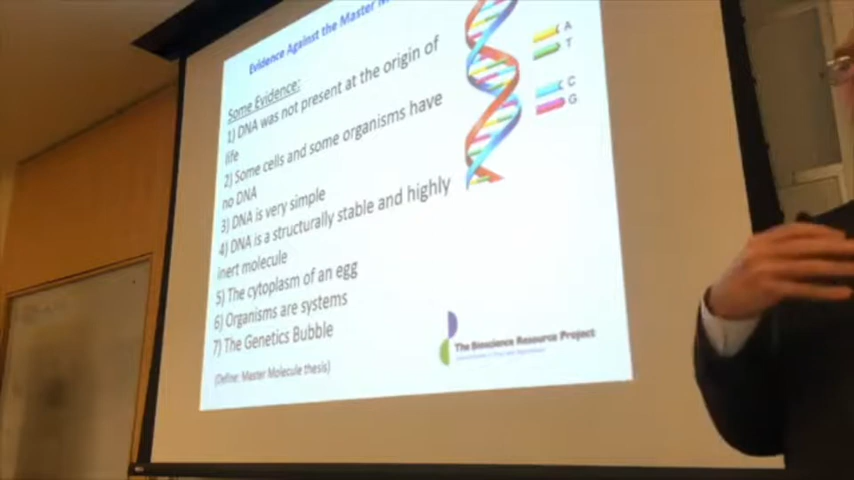 Evidence Against the Master
Some Evidence:
1) DNA was not present at the origin of
life
2) Some cells and some organisms have
no DNA
3) DNA is very simple
4) DNA is a structurally stable and highly
inert molecule
5) The cytoplasm of an egg
6) Organisms are systems
7) The Genetics Bubble
(Define: Master Molecule thesis)
A
T
C
G
The Bioscience Resource Project